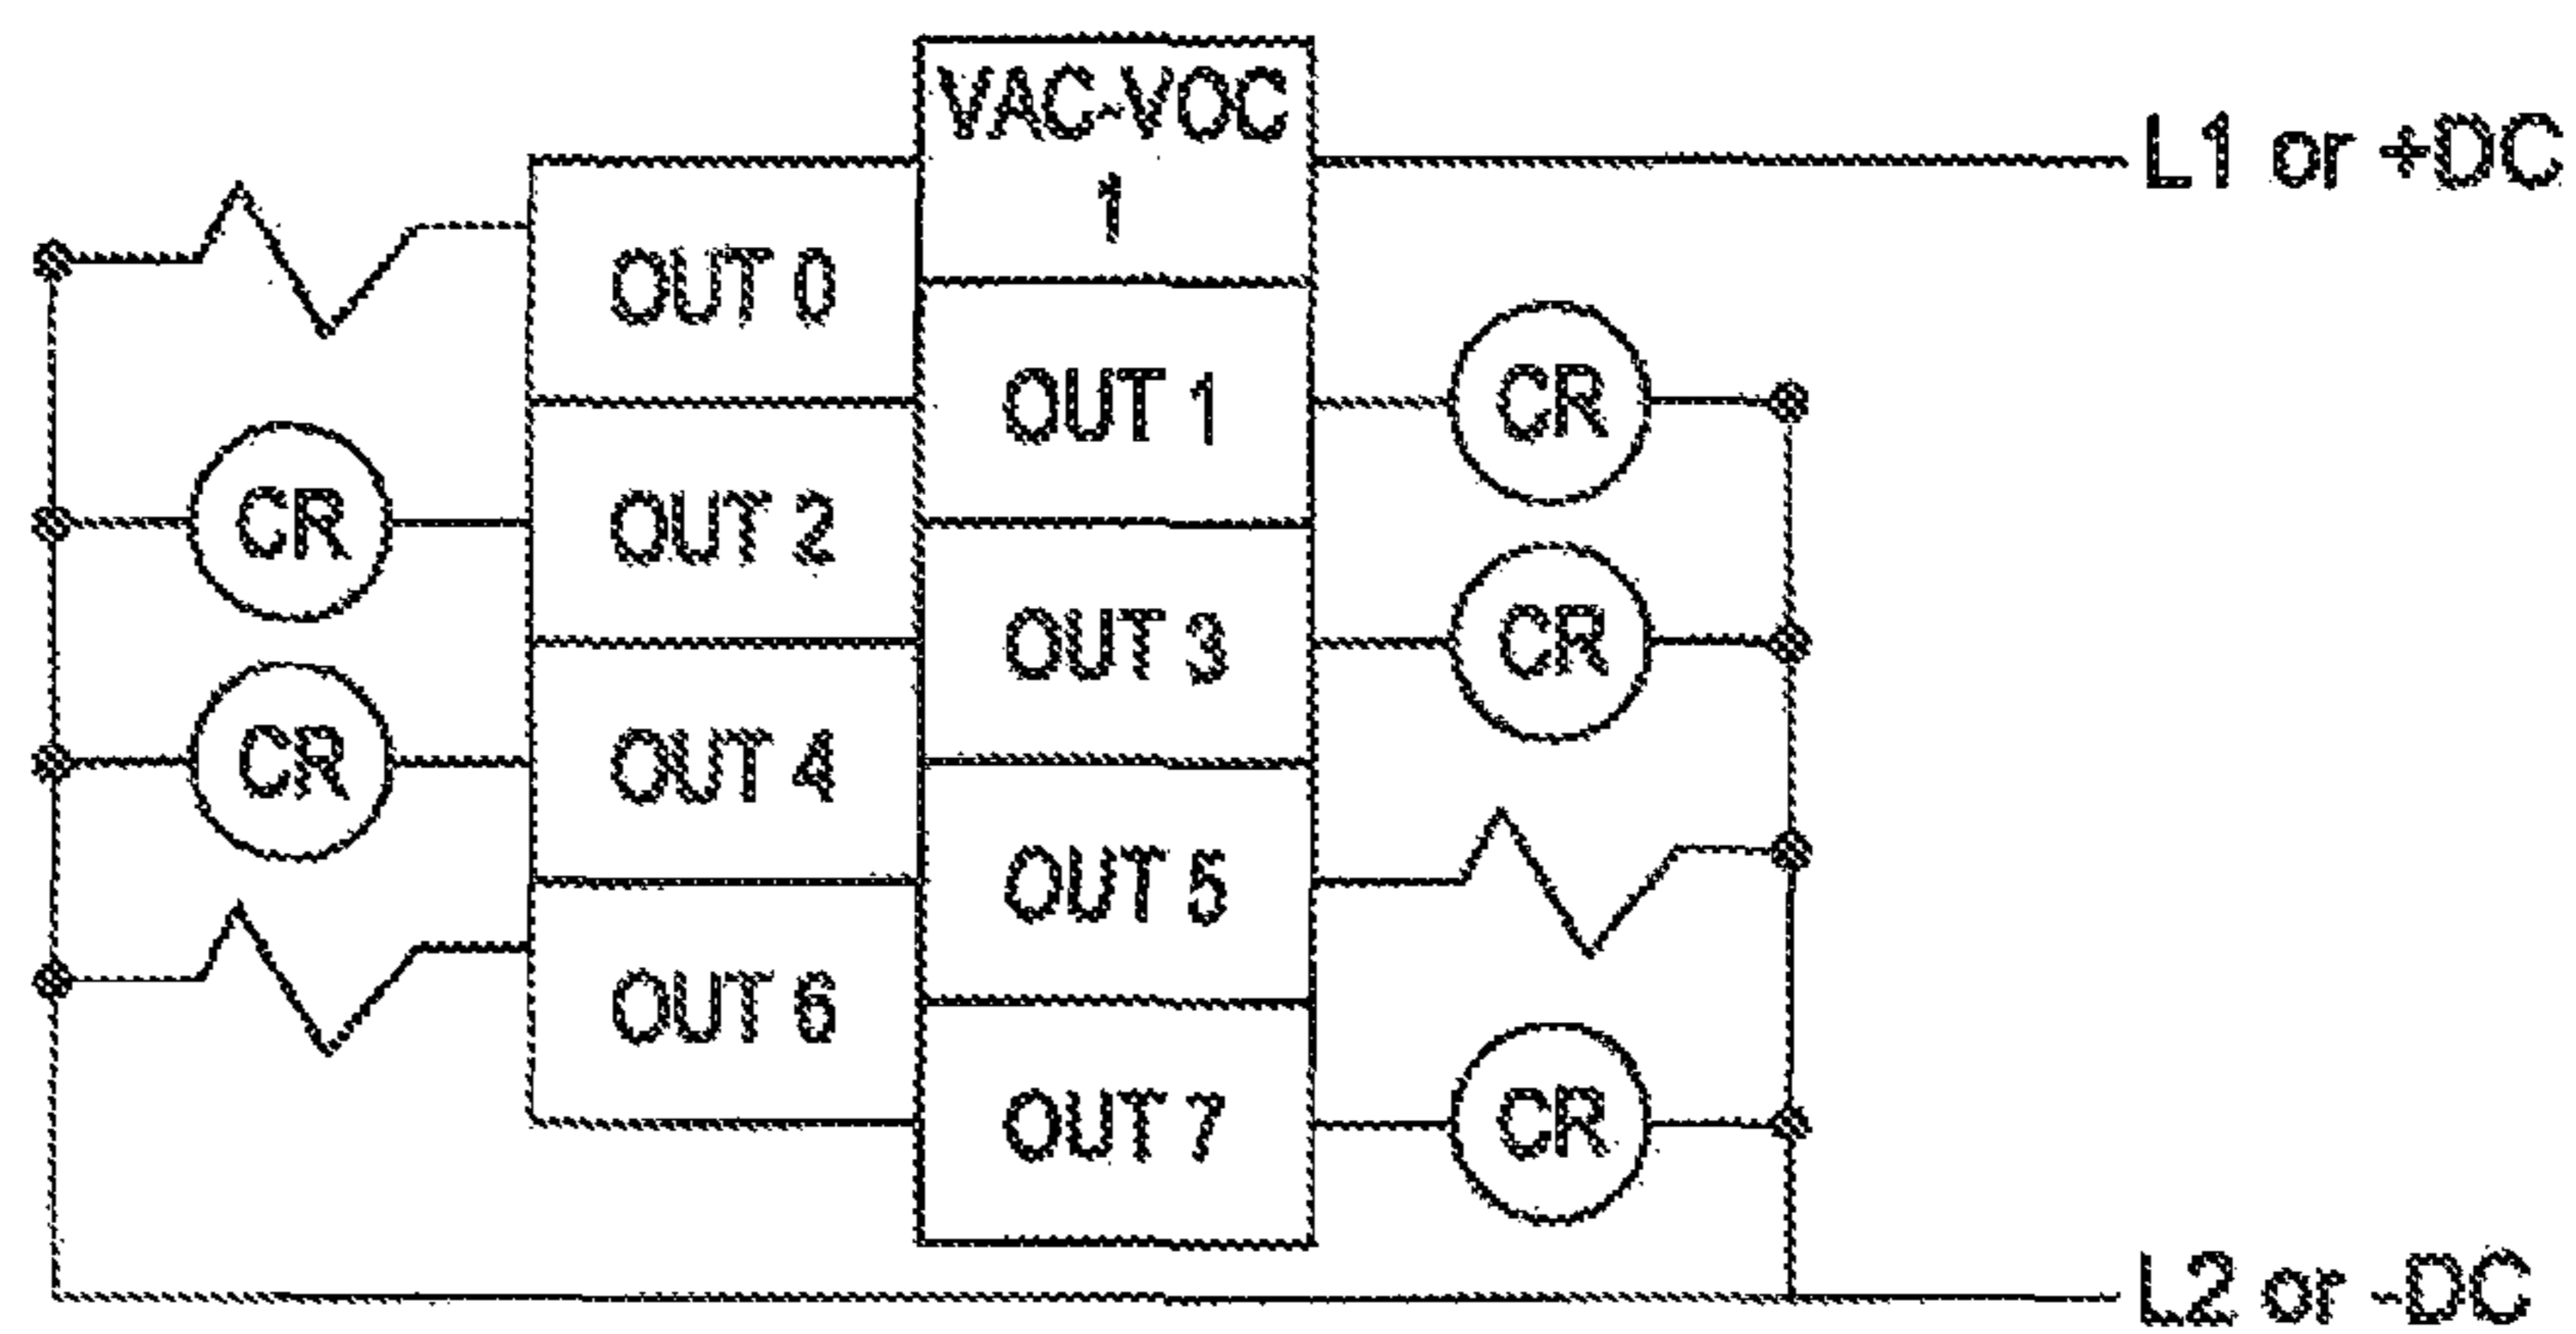 VAC-VOC
1
L1 or +DC
OUT 0
OUT 1
CR
CR
OUT 2
OUT 3
CR
CR
OUT 4
OUT 5
OUT 6
OUT 7
CR
L2 or -DC